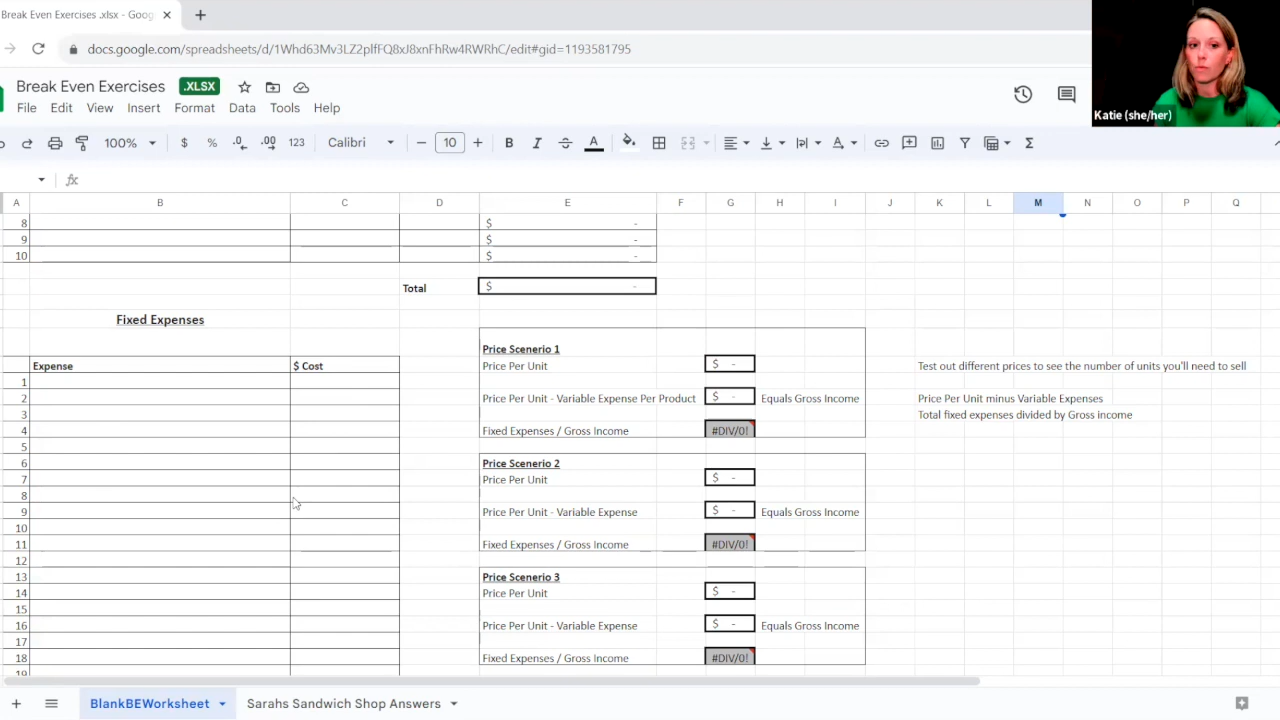 Break Even Exercises .xlsx - Goog
docs.google.com/spreadsheets/d/1Whd63Mv3LZ2plfFQ8xJ8xnFhRw4RWRhC/edit#gid=1193581795
Break Even Exercises .XLSX
File Edit View Insert Format Data Tools Help
Katie (she/her)
100% $ % .0 .00 123 Calibri 10 B I S A
fx
A B C D E F G H I J K L M N O P Q
8 $ -
9 $ -
10 $ -
Total $ -
Fixed Expenses
Price Scenerio 1
Expense $ Cost Price Per Unit $ - Test out different prices to see the number of units you'll need to sell
1
2 Price Per Unit - Variable Expense Per Product $ - Equals Gross Income Price Per Unit minus Variable Expenses
3 Total fixed expenses divided by Gross income
4 Fixed Expenses / Gross Income #DIV/0!
5
6 Price Scenerio 2
7 Price Per Unit $ -
8
9 Price Per Unit - Variable Expense $ - Equals Gross Income
10
11 Fixed Expenses / Gross Income #DIV/0!
12
13 Price Scenerio 3
14 Price Per Unit $ -
15
16 Price Per Unit - Variable Expense $ - Equals Gross Income
17
18 Fixed Expenses / Gross Income #DIV/0!
19
BlankBEWorksheet Sarahs Sandwich Shop Answers